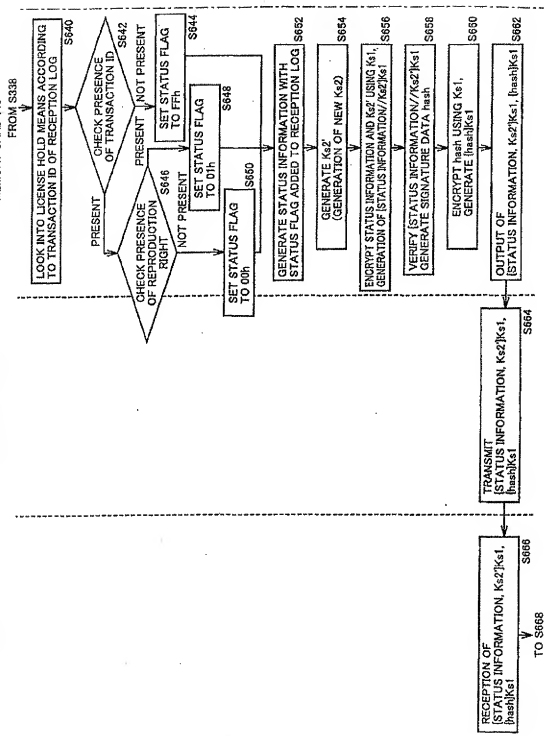 FROM S338
LOOK INTO LICENSE HOLD MEANS ACCORDING
TO TRANSACTION ID OF RECEPTION LOG
S640
CHECK PRESENCE
OF TRANSACTION ID
S642
PRESENT
NOT PRESENT
S644
SET STATUS FLAG
TO FFh
S646
CHECK PRESENCE
OF REPRODUCTION
RIGHT
PRESENT
S648
SET STATUS FLAG
TO 01h
NOT PRESENT
S650
SET STATUS FLAG
TO 00h
GENERATE STATUS INFORMATION WITH
STATUS FLAG ADDED TO RECEPTION LOG
S652
GENERATE Ks2'
(GENERATION OF NEW Ks2)
S654
ENCRYPT STATUS INFORMATION AND Ks2' USING Ks1,
GENERATION OF {STATUS INFORMATION//Ks2'}Ks1
S656
VERIFY {STATUS INFORMATION//Ks2'}Ks1
GENERATE SIGNATURE DATA hash
S658
ENCRYPT hash USING Ks1,
GENERATE {hash}Ks1
S660
OUTPUT OF
{STATUS INFORMATION, Ks2'}Ks1, {hash}Ks1
S662
TRANSMIT
{STATUS INFORMATION, Ks2'}Ks1,
{hash}Ks1
S664
RECEPTION OF
{STATUS INFORMATION, Ks2'}Ks1,
{hash}Ks1
S666
TO S668